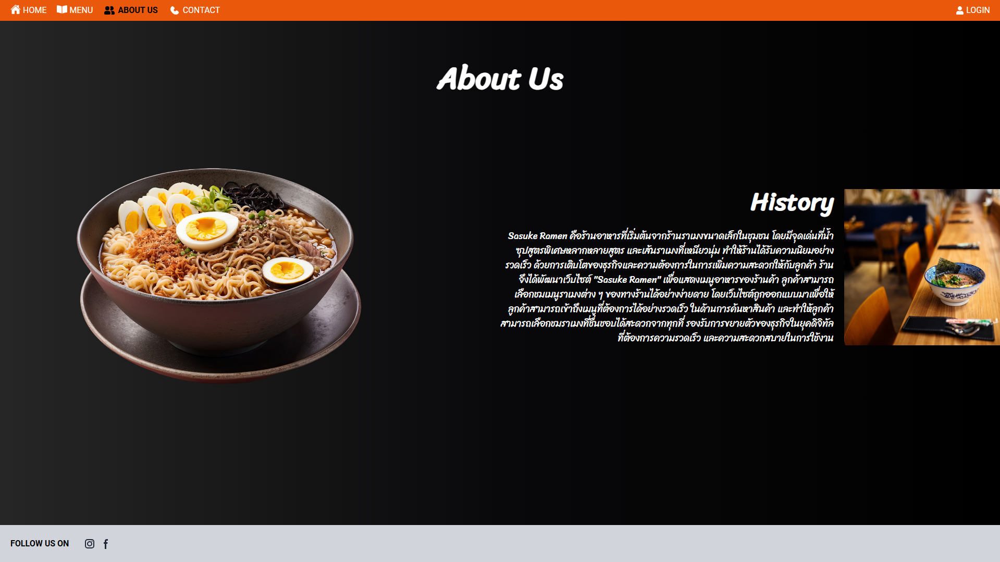 HOME MENU ABOUT US CONTACT LOGIN
About Us
History
Sasuke Ramen คือร้านอาหารที่เริ่มต้นจากร้านราเมงขนาดเล็กในชุมชน โดยมีจุดเด่นที่น้ำ
ซุปสูตรพิเศษหลากหลายสูตร และเส้นราเมงที่เหนียวนุ่ม ทำให้ร้านได้รับความนิยมอย่าง
รวดเร็ว ด้วยการเติบโตของธุรกิจและความต้องการในการเพิ่มความสะดวกให้กับลูกค้า ร้าน
จึงได้พัฒนาเว็บไซต์ "Sasuke Ramen" เพื่อแสดงเมนูอาหารของร้านค้า ลูกค้าสามารถ
เลือกชมเมนูราเมงต่าง ๆ ของทางร้านได้อย่างง่ายดาย โดยเว็บไซต์ถูกออกแบบมาเพื่อให้
ลูกค้าสามารถเข้าถึงเมนูที่ต้องการได้อย่างรวดเร็ว ในด้านการค้นหาสินค้า และทำให้ลูกค้า
สามารถเลือกชมราเมงที่ชื่นชอบได้สะดวกจากทุกที่ รองรับการขยายตัวของธุรกิจในยุคดิจิทัล
ที่ต้องการความรวดเร็ว และความสะดวกสบายในการใช้งาน
FOLLOW US ON